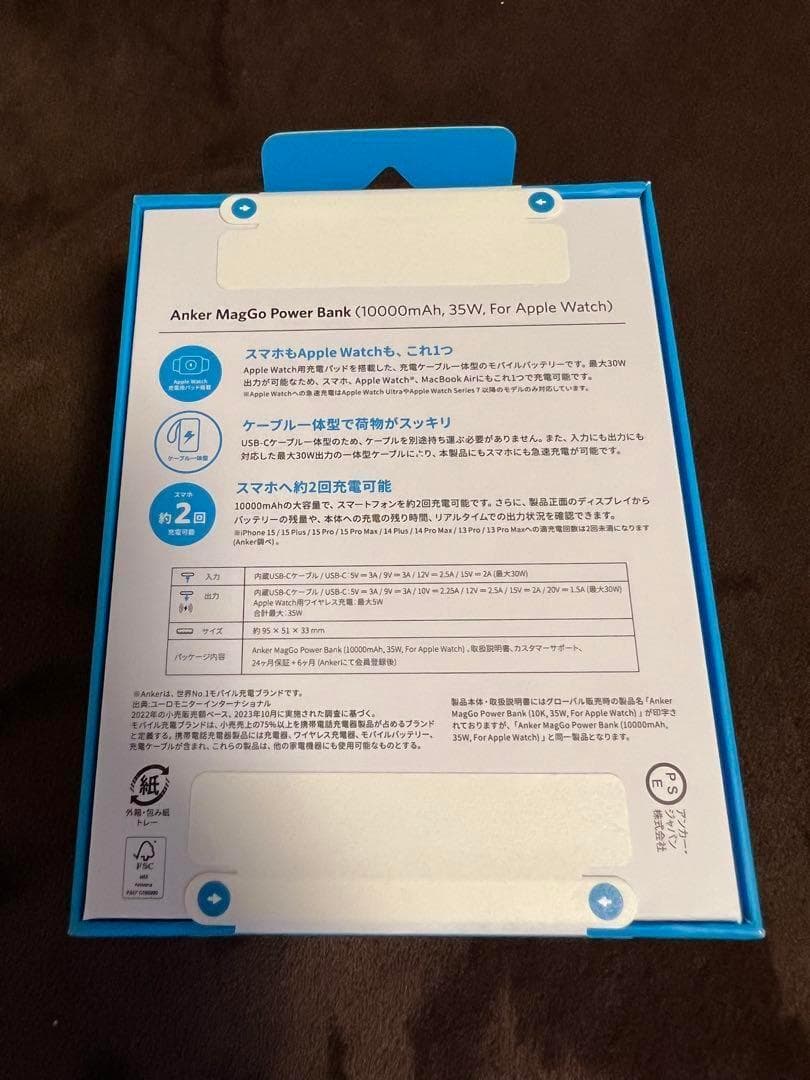 Anker MagGo Power Bank (10000mAh, 35W, For Apple Watch)
Apple Watch
充電用パッド搭載
スマホもApple Watchも、これ1つ
Apple Watch用充電パッドを搭載した、充電ケーブル一体型のモバイルバッテリーです。最大30W
出力が可能なため、スマホ、Apple Watch※、MacBook Airにもこれ1つで充電可能です。
※Apple Watchへの急速充電はApple Watch UltraやApple Watch Series 7 以降のモデルのみ対応しています。
ケーブル一体型
ケーブル一体型で荷物がスッキリ
USB-Cケーブル一体型のため、ケーブルを別途持ち運ぶ必要がありません。また、入力にも出力にも
対応した最大30W出力の一体型ケーブルにより、本製品にもスマホにも急速充電が可能です。
スマホ
約2回
充電可能
スマホへ約2回充電可能
10000mAhの大容量で、スマートフォンを約2回充電可能です。さらに、製品正面のディスプレイから
バッテリーの残量や、本体への充電の残り時間、リアルタイムでの出力状況を確認できます。
※iPhone 15 / 15 Plus / 15 Pro / 15 Pro Max / 14 Plus / 14 Pro Max / 13 Pro / 13 Pro Maxへの満充電回数は2回未満になります
(Anker調べ)。
入力 内蔵USB-Cケーブル / USB-C : 5V ⎓ 3A / 9V ⎓ 3A / 12V ⎓ 2.5A / 15V ⎓ 2A (最大30W)
出力 内蔵USB-Cケーブル / USB-C : 5V ⎓ 3A / 9V ⎓ 3A / 10V ⎓ 2.25A / 12V ⎓ 2.5A / 15V ⎓ 2A / 20V ⎓ 1.5A (最大30W)
Apple Watch用ワイヤレス充電 : 最大5W
合計最大 : 35W
サイズ 約 95 × 51 × 33 mm
パッケージ内容 Anker MagGo Power Bank (10000mAh, 35W, For Apple Watch) 、取扱説明書、カスタマーサポート、
24ヶ月保証 + 6ヶ月 (Ankerにて会員登録後)
※Ankerは、世界No.1モバイル充電ブランドです。
出典:ユーロモニターインターナショナル
2022年の小売販売額ベース、2023年10月に実施された調査に基づく。
モバイル充電ブランドは、小売売上の75%以上を携帯電話充電器製品が占めるブランド
と定義する。携帯電話充電器製品には充電器、ワイヤレス充電器、モバイルバッテリー、
充電ケーブルが含まれ、これらの製品は、他の家電機器にも使用可能なものとする。
製品本体・取扱説明書にはグローバル販売時の製品名「Anker
MagGo Power Bank (10K, 35W, For Apple Watch) 」が印字さ
れておりますが、「Anker MagGo Power Bank (10000mAh,
35W, For Apple Watch) 」と同一製品となります。
紙
外箱・包み紙
トレー
FSC
MIX
PSE
アンカー・
ジャパン
株式会社